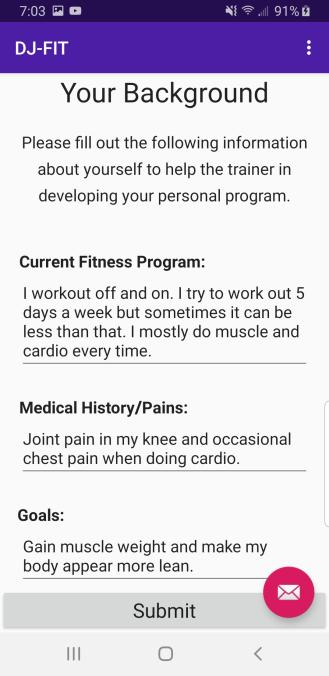 7:03
91%
DJ-FIT
Your Background
Please fill out the following information
about yourself to help the trainer in
developing your personal program.
Current Fitness Program:
I workout off and on. I try to work out 5
days a week but sometimes it can be
less than that. I mostly do muscle and
cardio every time.
Medical History/Pains:
Joint pain in my knee and occasional
chest pain when doing cardio.
Goals:
Gain muscle weight and make my
body appear more lean.
Submit